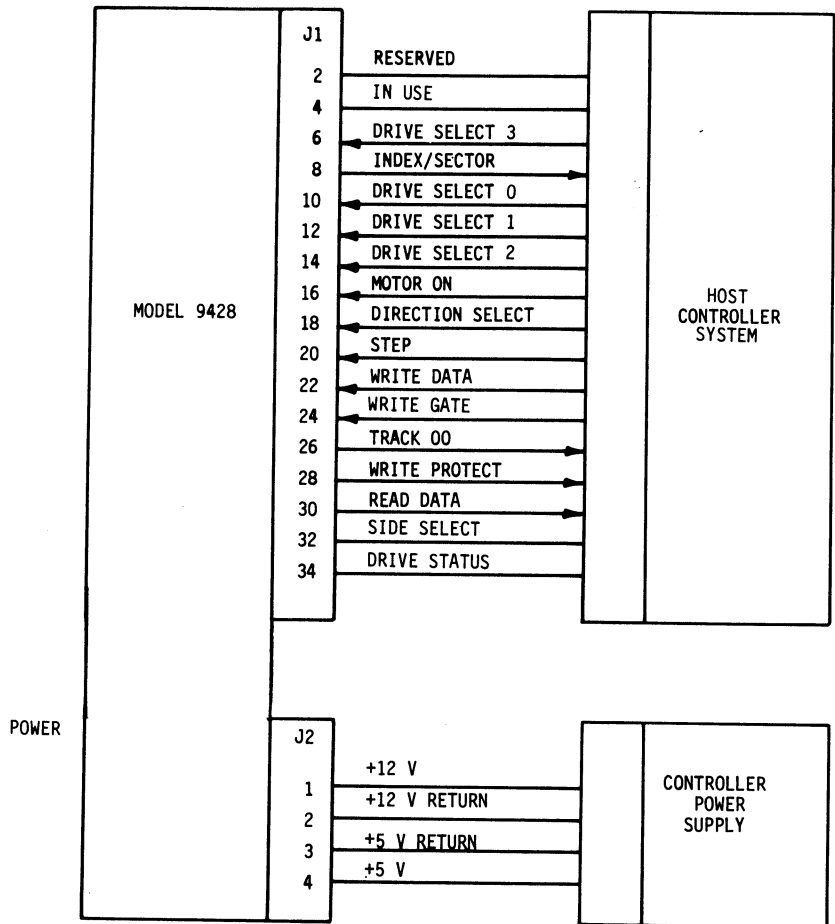 J1
RESERVED
2
IN USE
4
DRIVE SELECT 3
6
INDEX/SECTOR
8
DRIVE SELECT 0
10
DRIVE SELECT 1
12
DRIVE SELECT 2
14
MOTOR ON
16
MODEL 9428
HOST
CONTROLLER
SYSTEM
DIRECTION SELECT
18
STEP
20
WRITE DATA
22
WRITE GATE
24
TRACK 00
26
WRITE PROTECT
28
READ DATA
30
SIDE SELECT
32
DRIVE STATUS
34
POWER
J2
+12 V
1
+12 V RETURN
2
+5 V RETURN
3
+5 V
4
CONTROLLER
POWER
SUPPLY